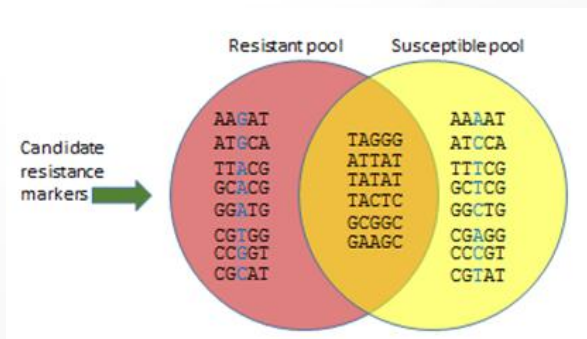 Resistant pool
Susceptible pool
Candidate
resistance
markers
AAGAT
ATGCA
TTACG
GCACG
GGATG
CGTGG
CCGGT
CGCAT
TAGGG
ATTAT
TATAT
TACTC
GCGGC
GAAGC
AAAAT
ATCCA
TTTCG
GCTCG
GGCTG
CGAGG
CCCGT
CGTAT